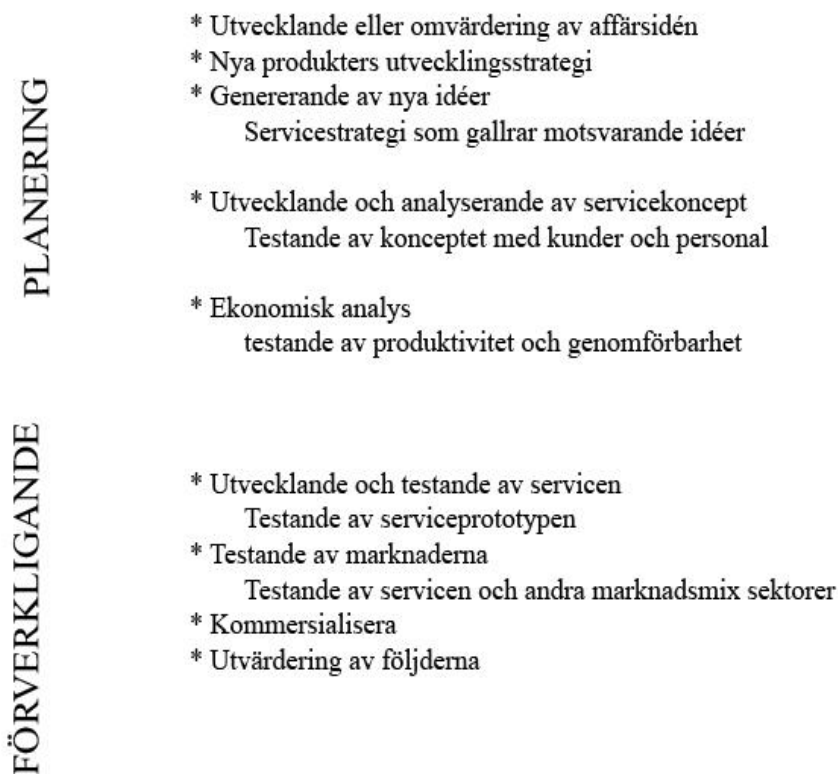 PLANERING
* Utvecklande eller omvärdering av affärsidén
* Nya produkters utvecklingsstrategi
* Genererande av nya idéer
Servicestrategi som gallrar motsvarande idéer
* Utvecklande och analyserande av servicekoncept
Testande av konceptet med kunder och personal
* Ekonomisk analys
testande av produktivitet och genomförbarhet
FÖRVERKLIGANDE
* Utvecklande och testande av servicen
Testande av serviceprototypen
* Testande av marknaderna
Testande av servicen och andra marknadsmix sektorer
* Kommersialisera
* Utvärdering av följderna